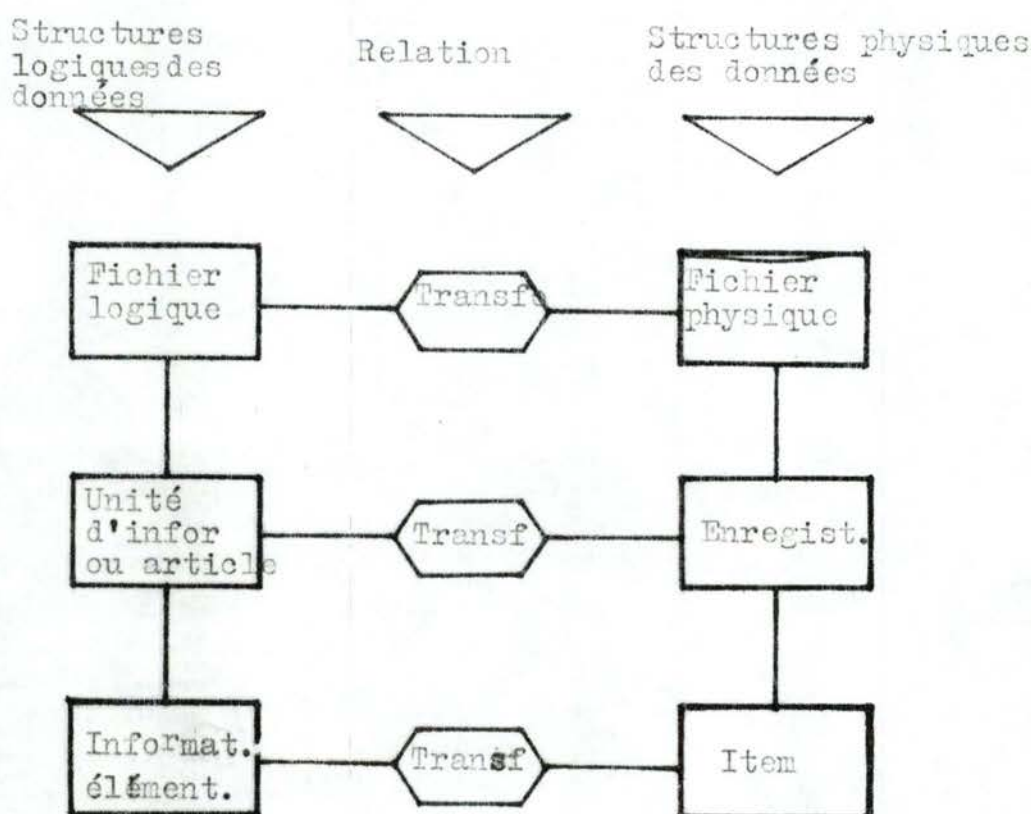 Structures
logiques des
données
Relation
Structures physiques
des données
Fichier
logique
Transf
Fichier
physique
Unité
d'infor
ou article
Transf
Enregist.
Informat.
élément.
Transf
Item